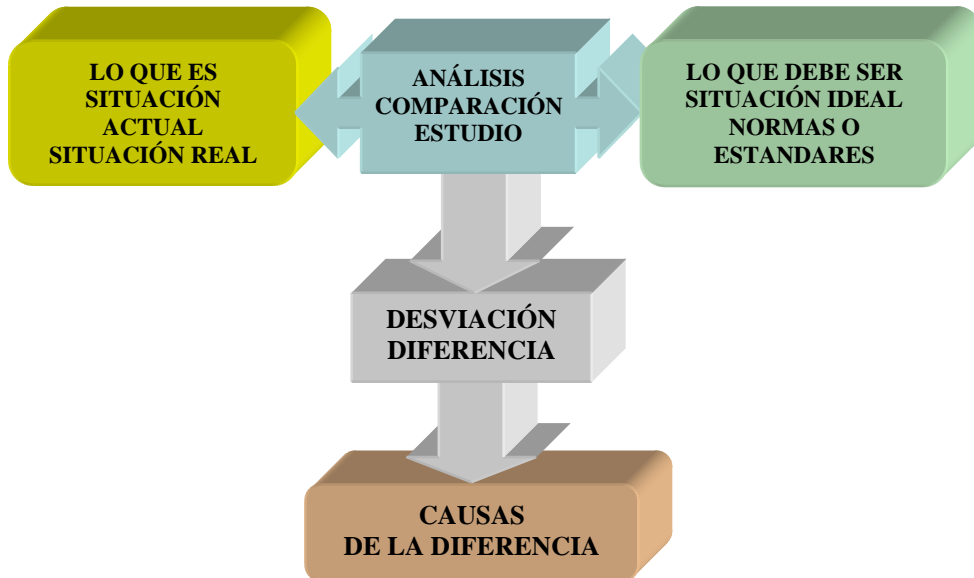 LO QUE ES
SITUACIÓN
ACTUAL
SITUACIÓN REAL
ANÁLISIS
COMPARACIÓN
ESTUDIO
LO QUE DEBE SER
SITUACIÓN IDEAL
NORMAS O
ESTANDARES
DESVIACIÓN
DIFERENCIA
CAUSAS
DE LA DIFERENCIA